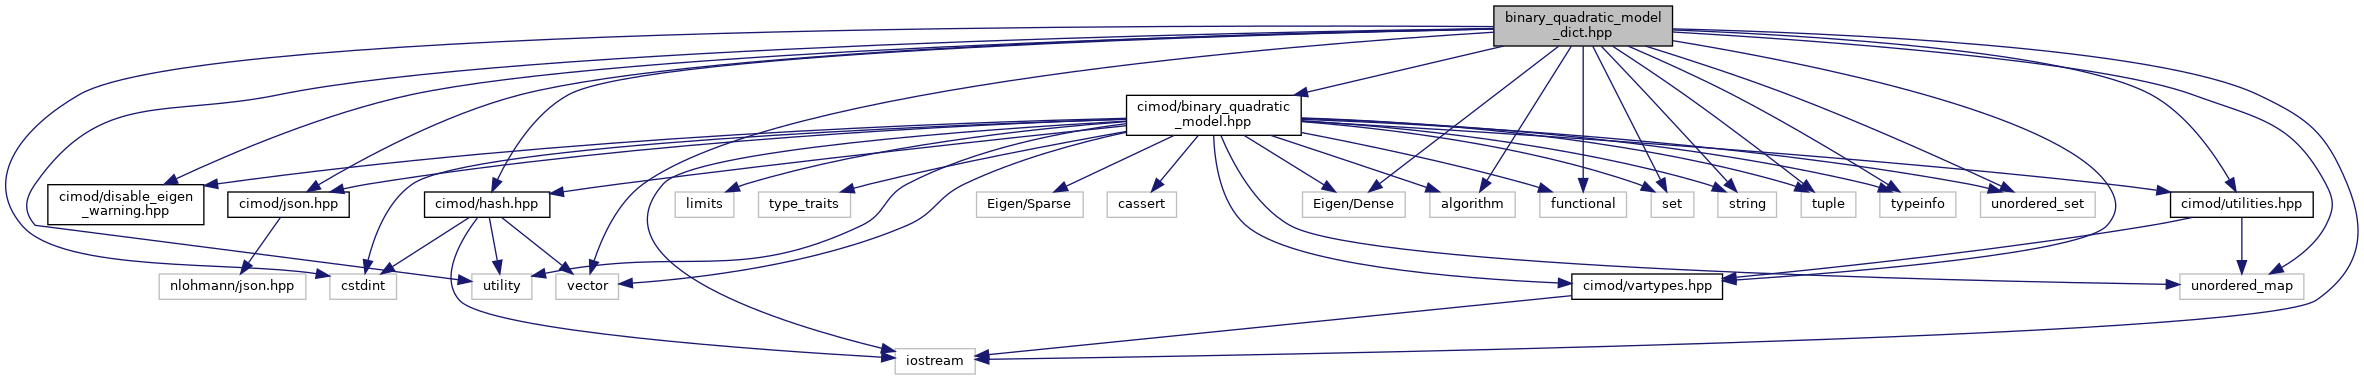 binary_quadratic_model
_dict.hpp
cimod/binary_quadratic
_model.hpp
cimod/disable_eigen
_warning.hpp
cimod/json.hpp
cimod/hash.hpp
limits
type_traits
Eigen/Sparse
cassert
Eigen/Dense
algorithm
functional
set
string
tuple
typeinfo
unordered_set
cimod/utilities.hpp
nlohmann/json.hpp
cstdint
utility
vector
cimod/vartypes.hpp
unordered_map
iostream